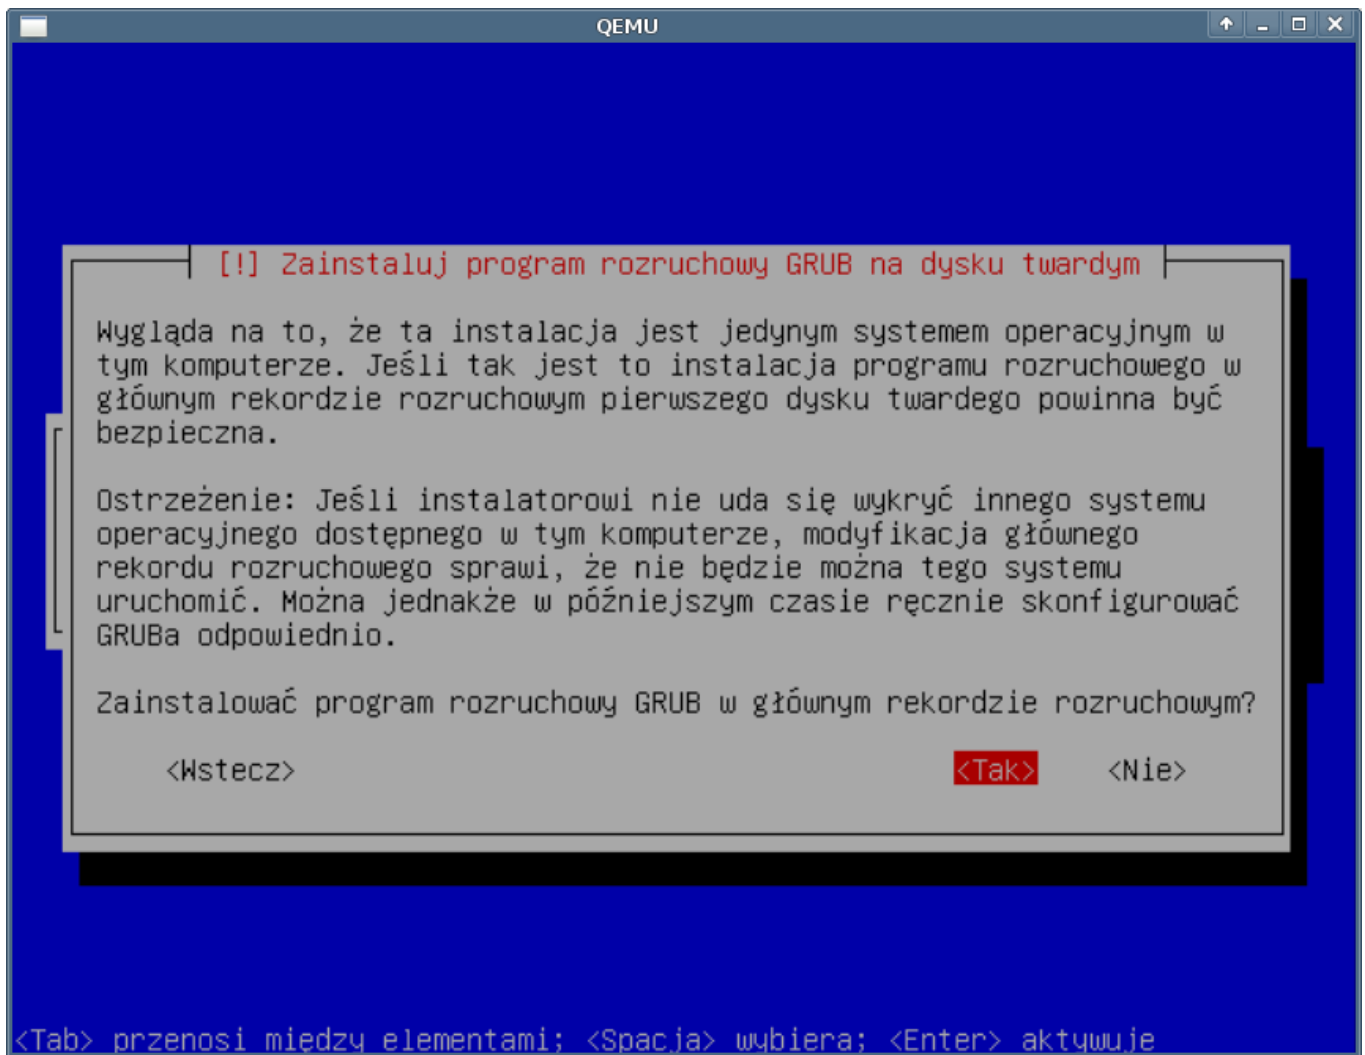 QEMU
[!] Zainstaluj program rozruchowy GRUB na dysku twardym
Wygląda na to, że ta instalacja jest jedynym systemem operacyjnym w
tym komputerze. Jeśli tak jest to instalacja programu rozruchowego w
głównym rekordzie rozruchowym pierwszego dysku twardego powinna być
bezpieczna.
Ostrzeżenie: Jeśli instalatorowi nie uda się wykryć innego systemu
operacyjnego dostępnego w tym komputerze, modyfikacja głównego
rekordu rozruchowego sprawi, że nie będzie można tego systemu
uruchomić. Można jednakże w późniejszym czasie ręcznie skonfigurować
GRUBa odpowiednio.
Zainstalować program rozruchowy GRUB w głównym rekordzie rozruchowym?
<Wstecz> <Tak> <Nie>
<Tab> przenosi między elementami; <Spacja> wybiera; <Enter> aktywuje